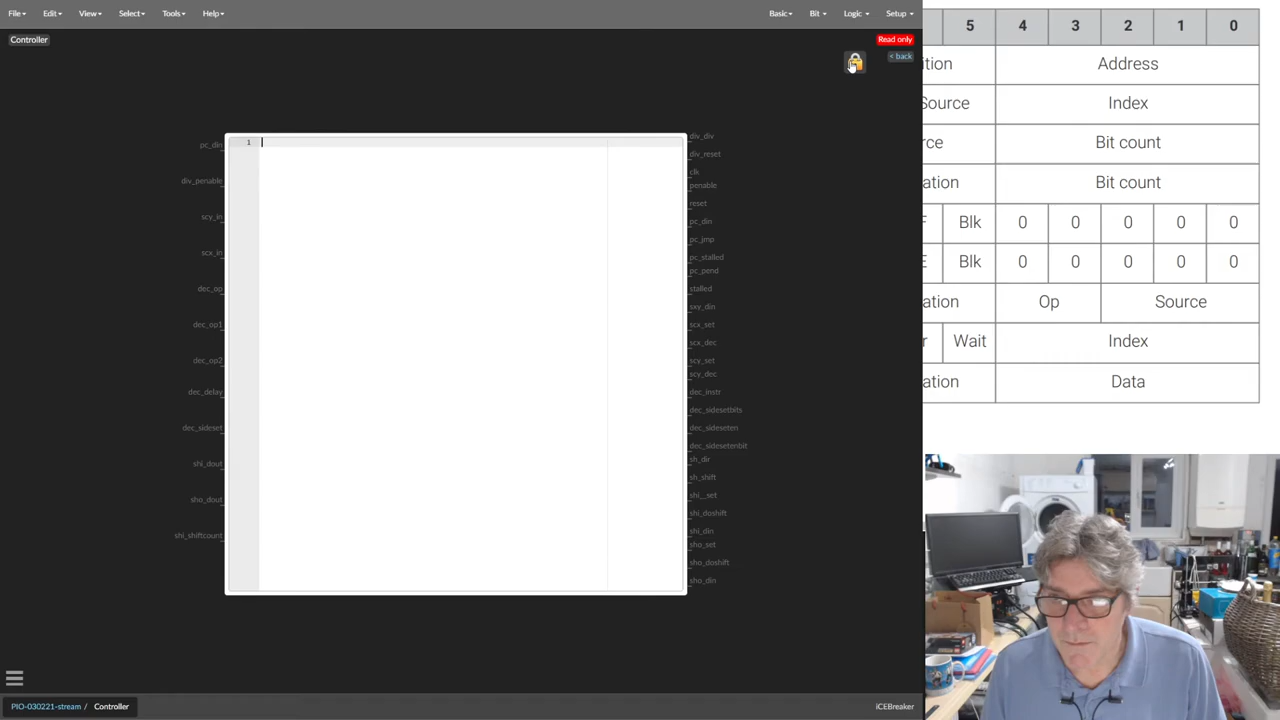 File Edit View Select Tools Help Basic Bit Logic Setup
Controller
Read only
< back
1
pc_din
div_penable
scy_in
scx_in
dec_op
dec_op1
dec_op2
dec_delay
dec_sideset
shi_dout
sho_dout
shi_shiftcount
div_div
div_reset
clk
penable
reset
pc_din
pc_jmp
pc_stalled
pc_pend
stalled
sxy_din
scx_set
scx_dec
scy_set
scy_dec
dec_instr
dec_sidesetbits
dec_sideseten
dec_sidesetenbit
sh_dir
sh_shift
shi__set
shi_doshift
shi_din
sho_set
sho_doshift
sho_din
PIO-030221-stream / Controller
iCEBreaker
5 4 3 2 1 0
Address
Source Index
Bit count
Bit count
F Blk 0 0 0 0 0
E Blk 0 0 0 0 0
Op Source
Wait Index
Data